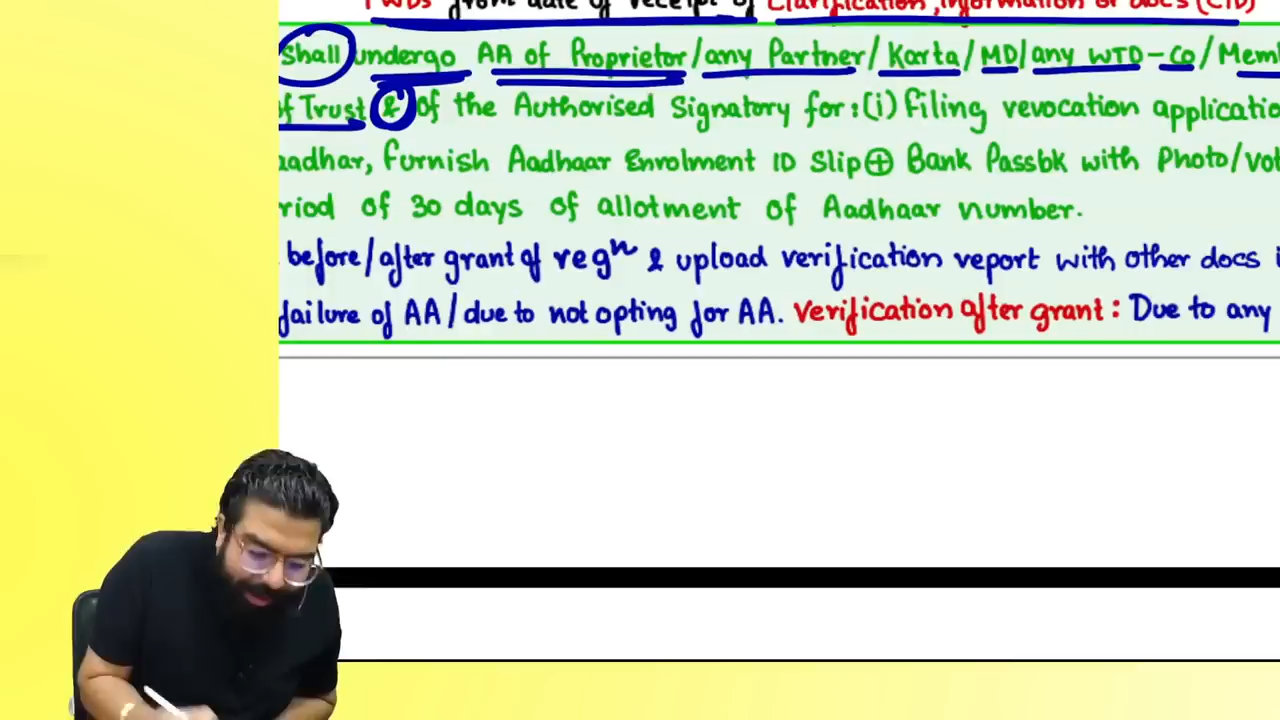 7WDs from date of receipt of Clarification, Information or Docs (CID)
Shall undergo AA of Proprietor/any Partner/Karta/MD/any WTD-Co/Mem
of Trust & of the Authorised Signatory for: (i) Filing revocation applicatio
aadhar, Furnish Aadhaar Enrolment ID Slip ⊕ Bank Passbk with Photo/Vot
riod of 30 days of allotment of Aadhaar number.
before/after grant of regⁿ & upload verification report with other docs i
failure of AA/due to not opting for AA. Verification after grant: Due to any